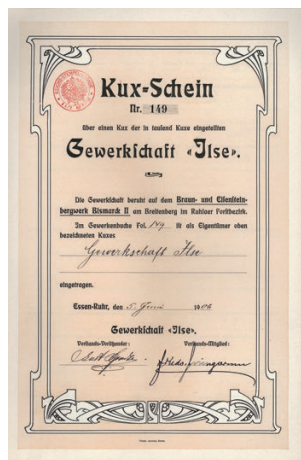 Kux-Schein
Nr. 149
über einen Kux der in tausend Kuxe eingeteilten
Gewerkschaft «Ilse».
Die Gewerkschaft beruht auf dem Braun- und Eisenstein-
bergwerk Bismarck II am Breitenberg im Ruhlaer Forstbezirk.
Im Gewerkenbuche Fol. 149 ist als Eigentümer oben
bezeichneten Kuxes
Gewerkschaft Ilse
eingetragen.
Essen-Ruhr, den 5. Juni 1906
Gewerkschaft «Ilse».
Vorstands-Vorsitzender: Vorstands-Mitglied: